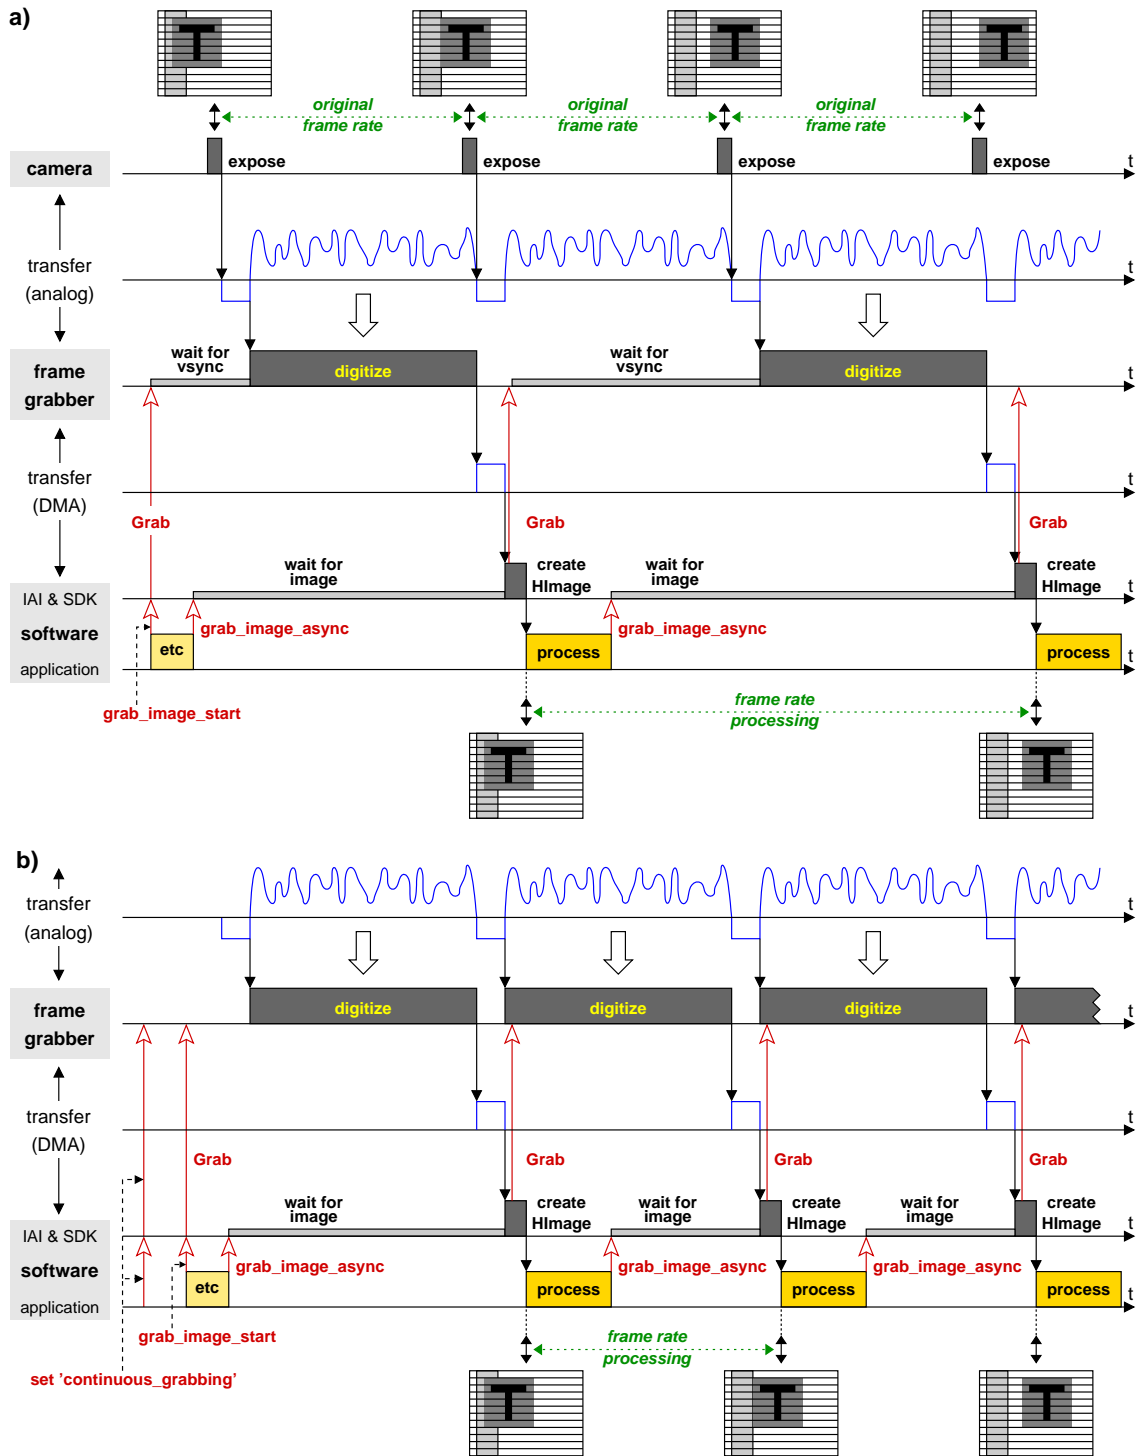 a)
original
frame rate
original
frame rate
original
frame rate
camera
expose
expose
expose
expose
t
transfer
(analog)
t
frame
grabber
wait for
vsync
digitize
wait for
vsync
digitize
t
transfer
(DMA)
t
Grab
Grab
Grab
wait for
image
create
HImage
wait for
image
create
HImage
IAI & SDK
software
application
t
grab_image_async
grab_image_async
etc
process
process
t
grab_image_start
frame rate
processing
b)
transfer
(analog)
t
frame
grabber
digitize
digitize
digitize
t
transfer
(DMA)
t
Grab
Grab
Grab
Grab
wait for
image
create
HImage
wait for
image
create
HImage
wait for
image
create
HImage
IAI & SDK
software
application
t
grab_image_async
grab_image_async
grab_image_async
etc
process
process
process
t
grab_image_start
frame rate
processing
set 'continuous_grabbing'